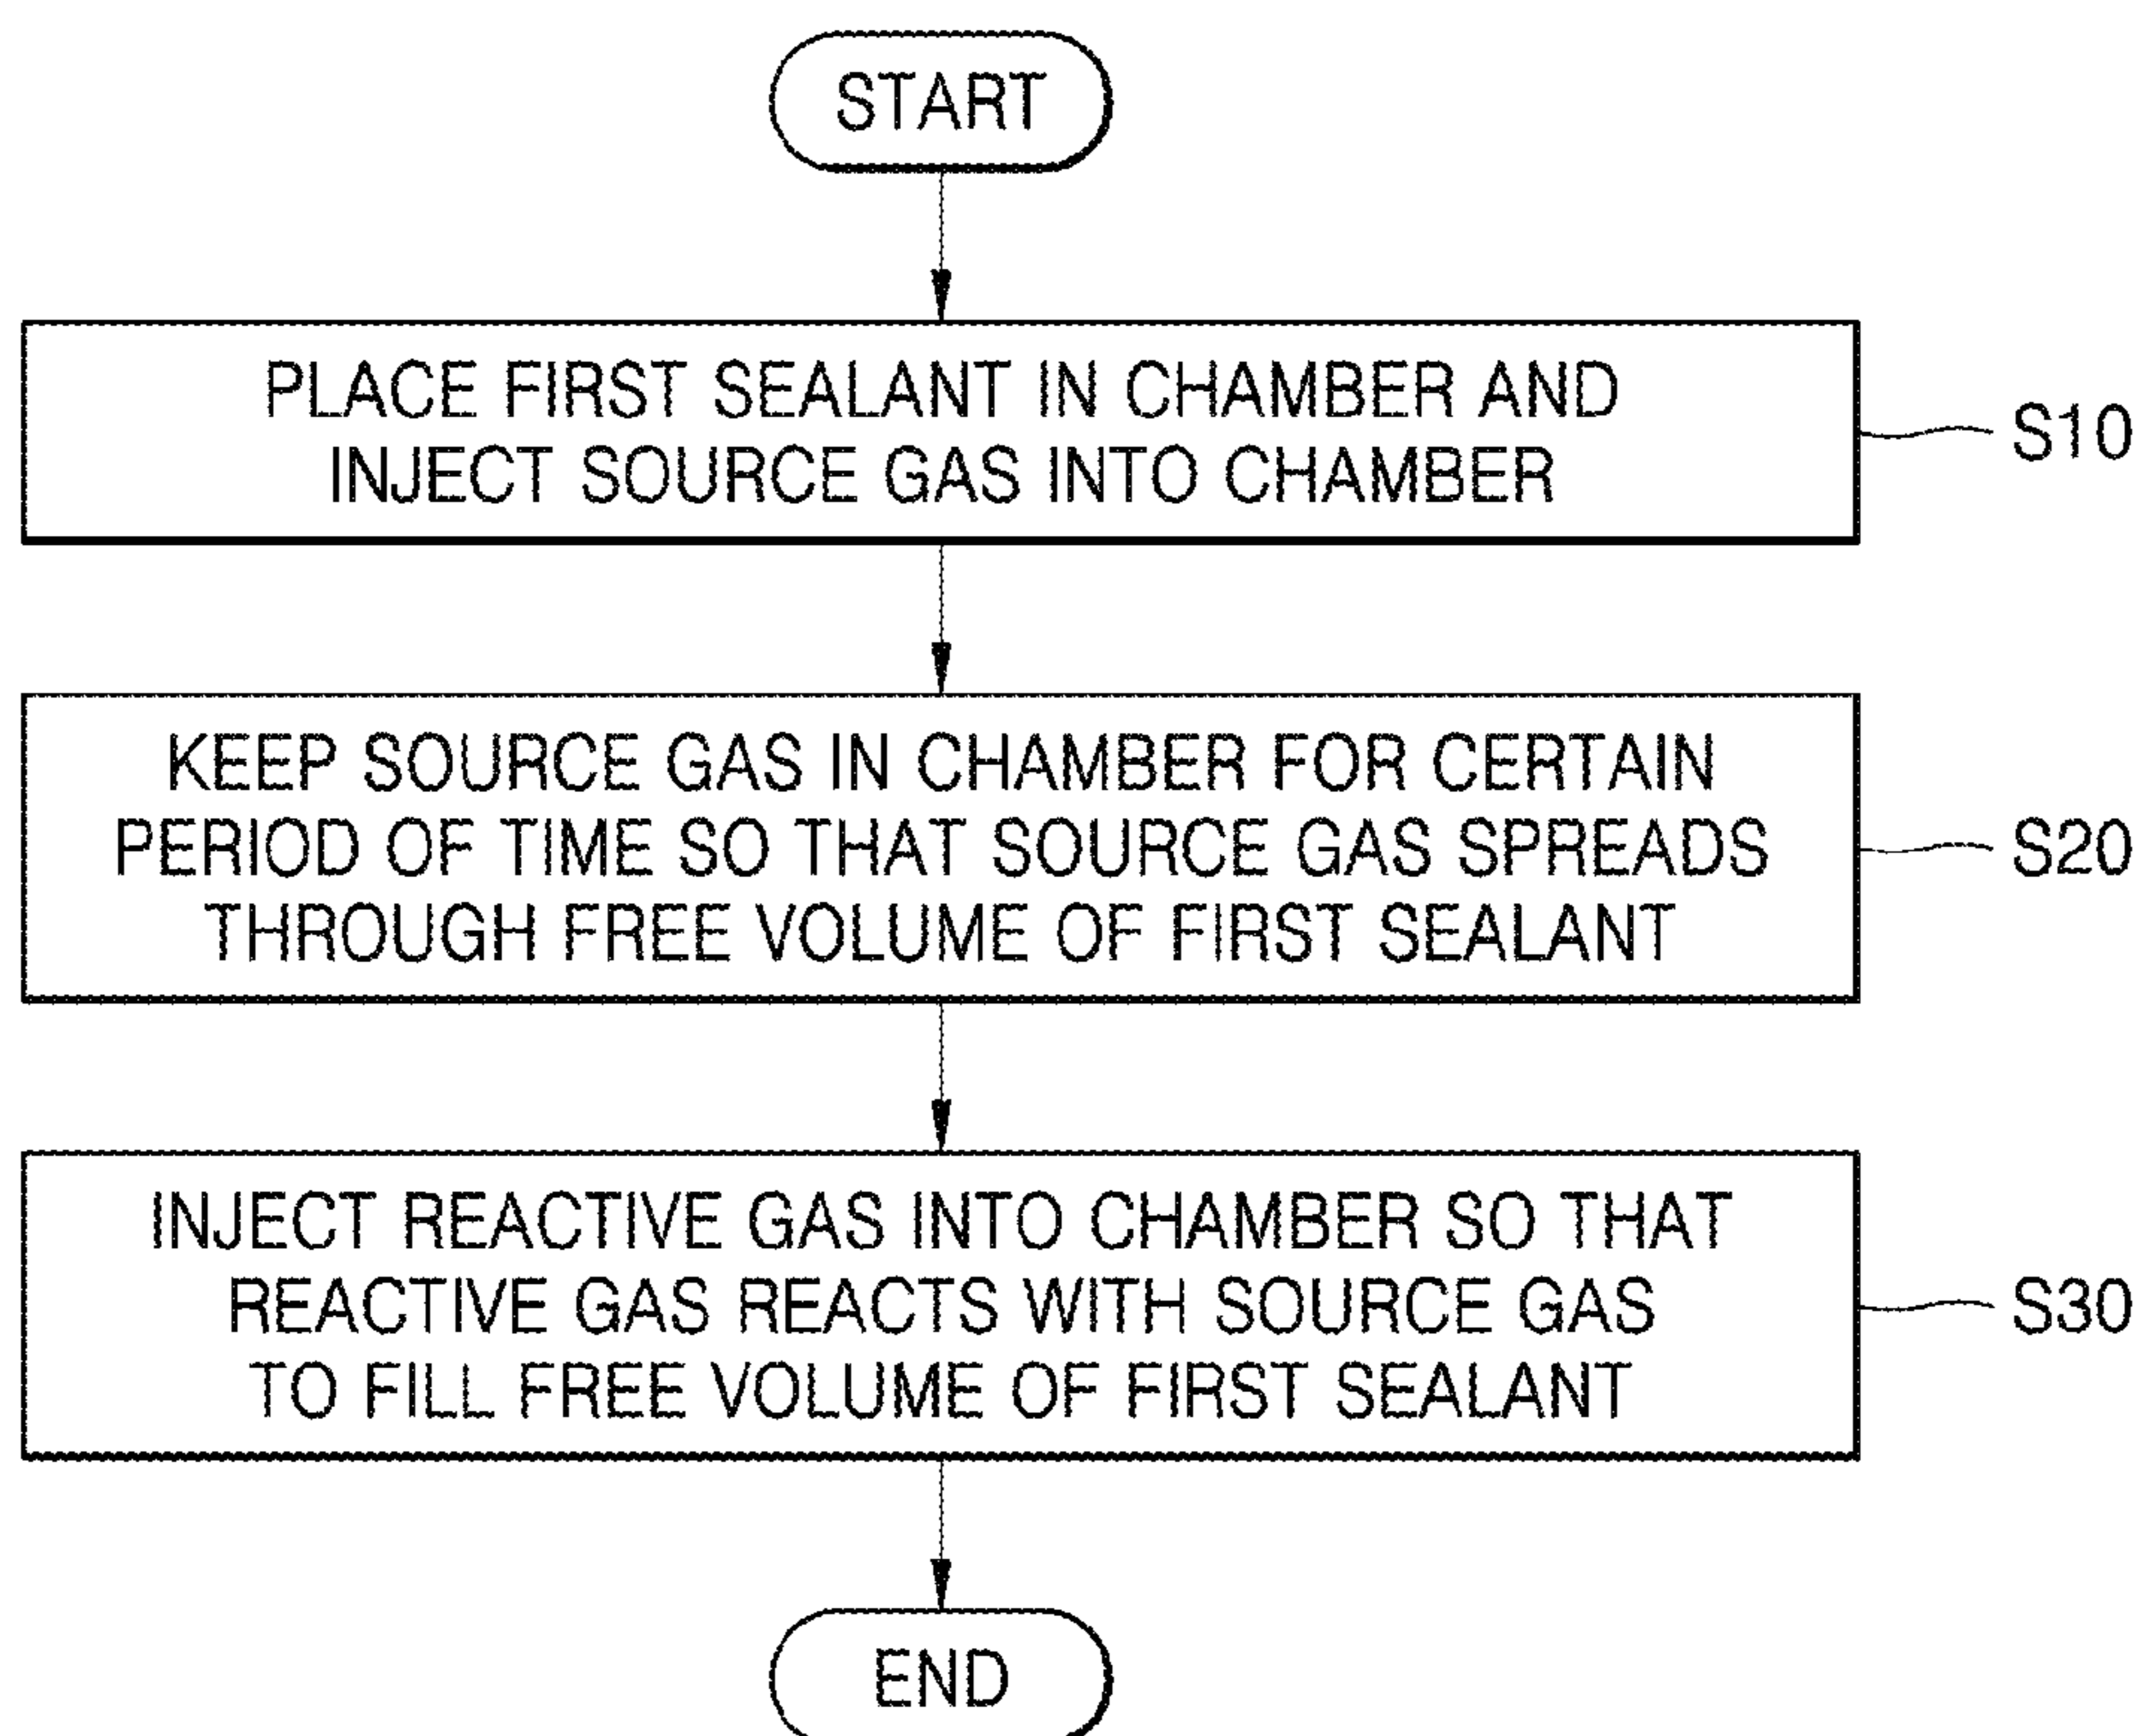 START
PLACE FIRST SEALANT IN CHAMBER AND
INJECT SOURCE GAS INTO CHAMBER
S10
KEEP SOURCE GAS IN CHAMBER FOR CERTAIN
PERIOD OF TIME SO THAT SOURCE GAS SPREADS
THROUGH FREE VOLUME OF FIRST SEALANT
S20
INJECT REACTIVE GAS INTO CHAMBER SO THAT
REACTIVE GAS REACTS WITH SOURCE GAS
TO FILL FREE VOLUME OF FIRST SEALANT
S30
END